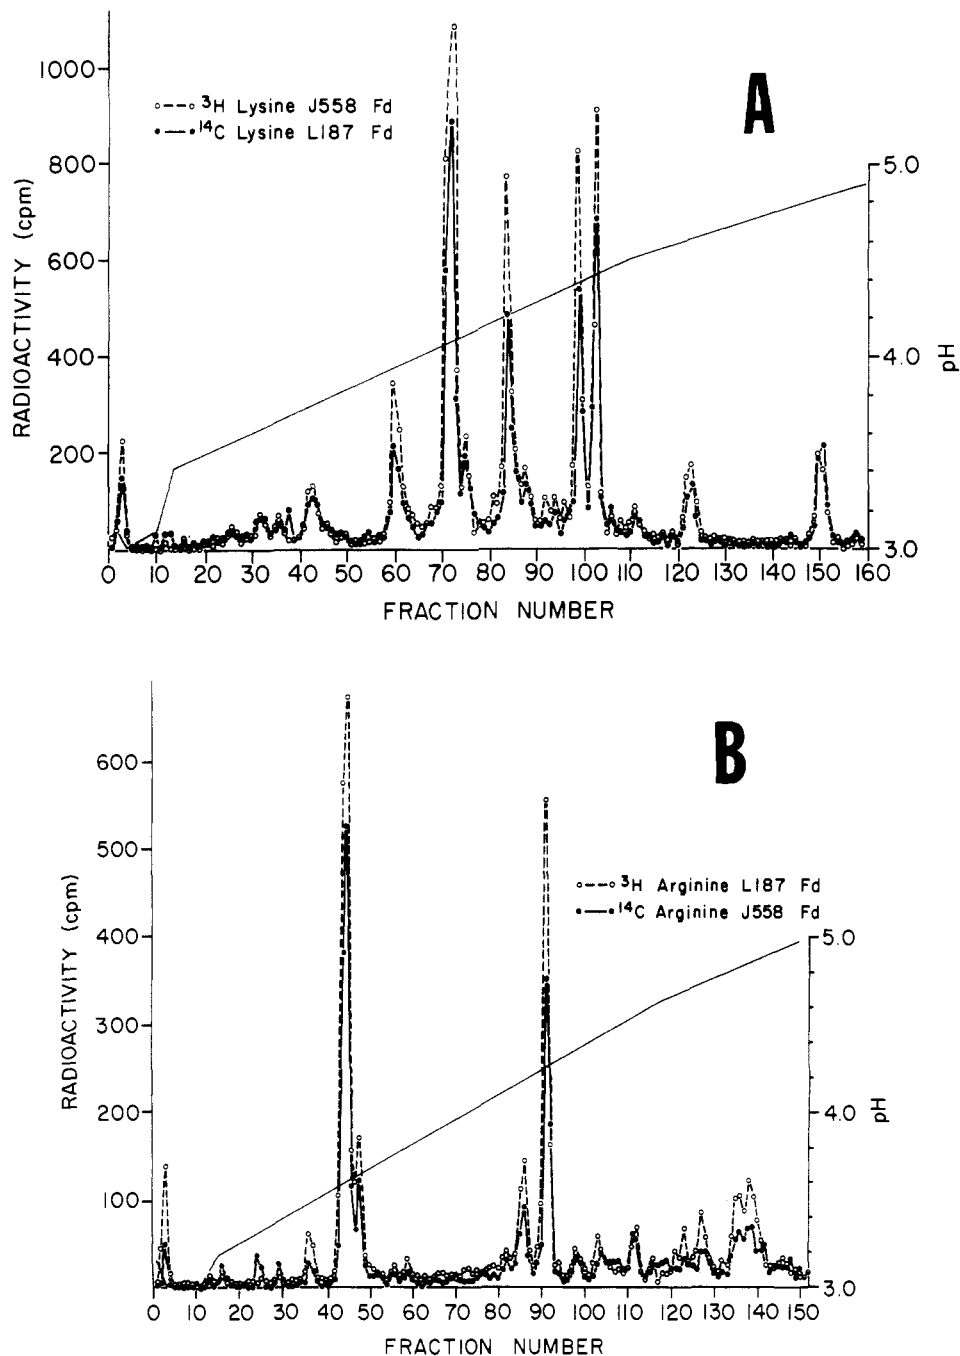 A
1000
³H Lysine J558 Fd
¹⁴C Lysine L187 Fd
800
600
400
200
RADIOACTIVITY (cpm)
5.0
4.0
3.0
pH
0 10 20 30 40 50 60 70 80 90 100 110 120 130 140 150 160
FRACTION NUMBER
B
600
500
400
300
200
100
RADIOACTIVITY (cpm)
³H Arginine L187 Fd
¹⁴C Arginine J558 Fd
5.0
4.0
3.0
pH
0 10 20 30 40 50 60 70 80 90 100 110 120 130 140 150
FRACTION NUMBER